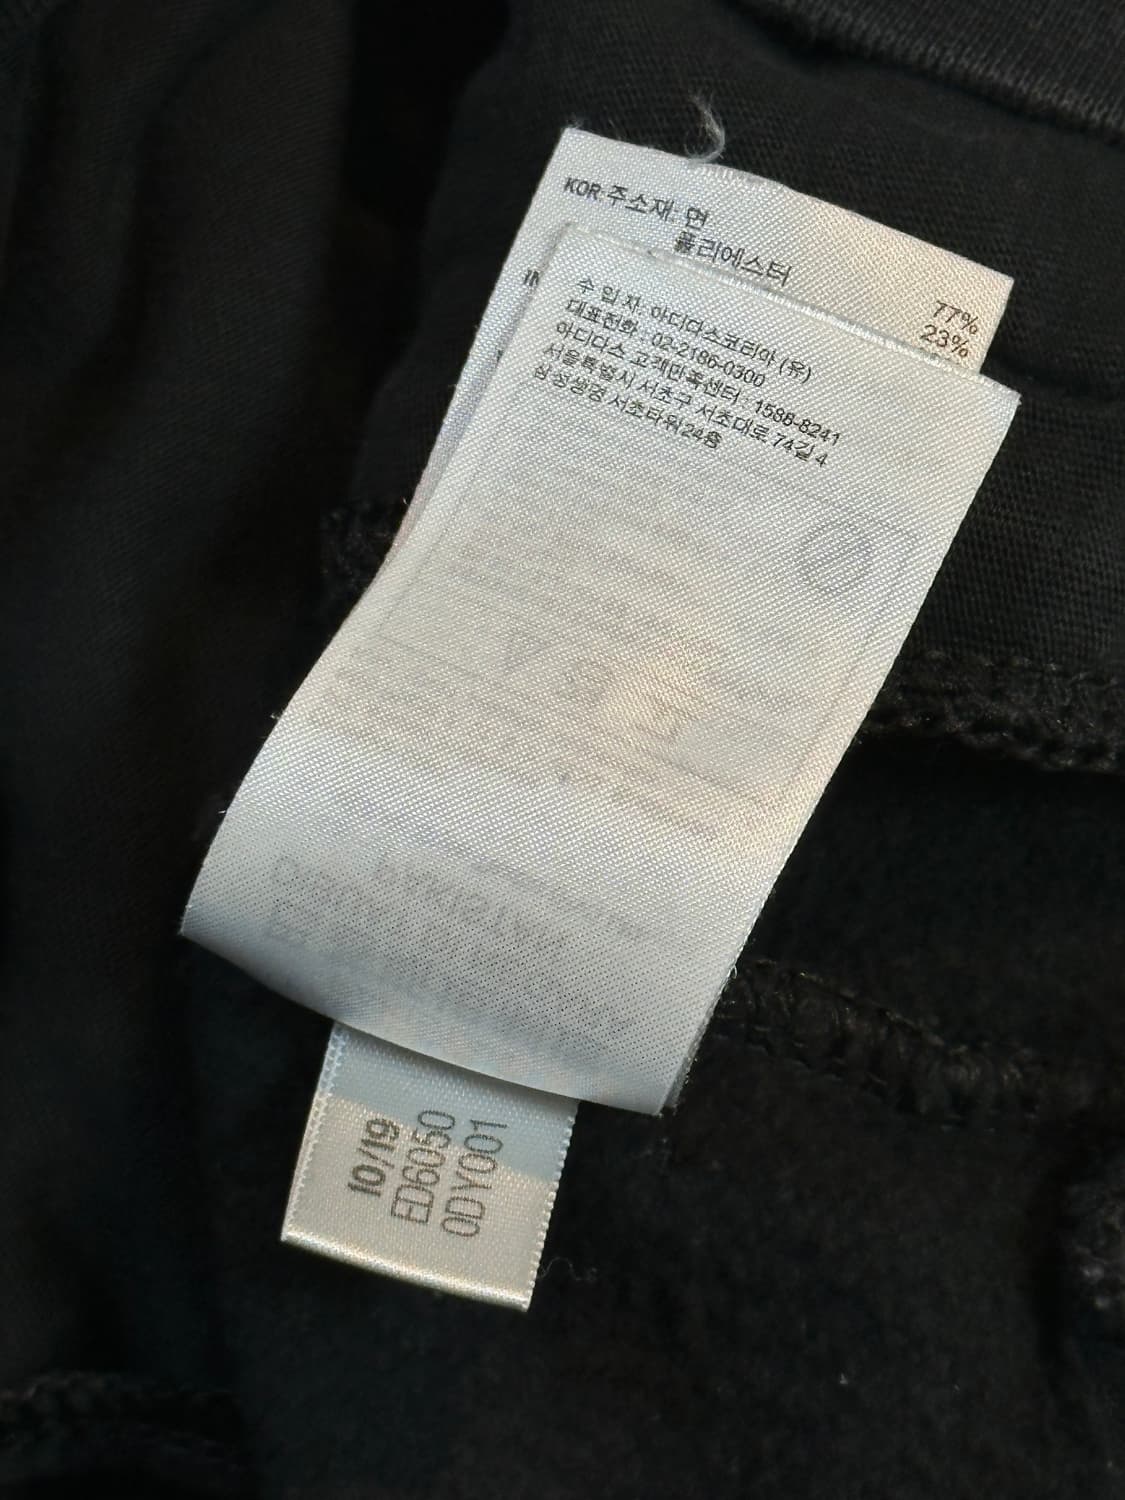 KOR 주소재: 면 77%
폴리에스터 23%
IN
수 입 자: 아디다스코리아 (유)
대표전화 : 02-2186-0300
아디다스 고객만족센터 : 1588-8241
서울특별시 서초구 서초대로 74길 4
삼성생명 서초타워 24층
10/19
ED6050
0DY001